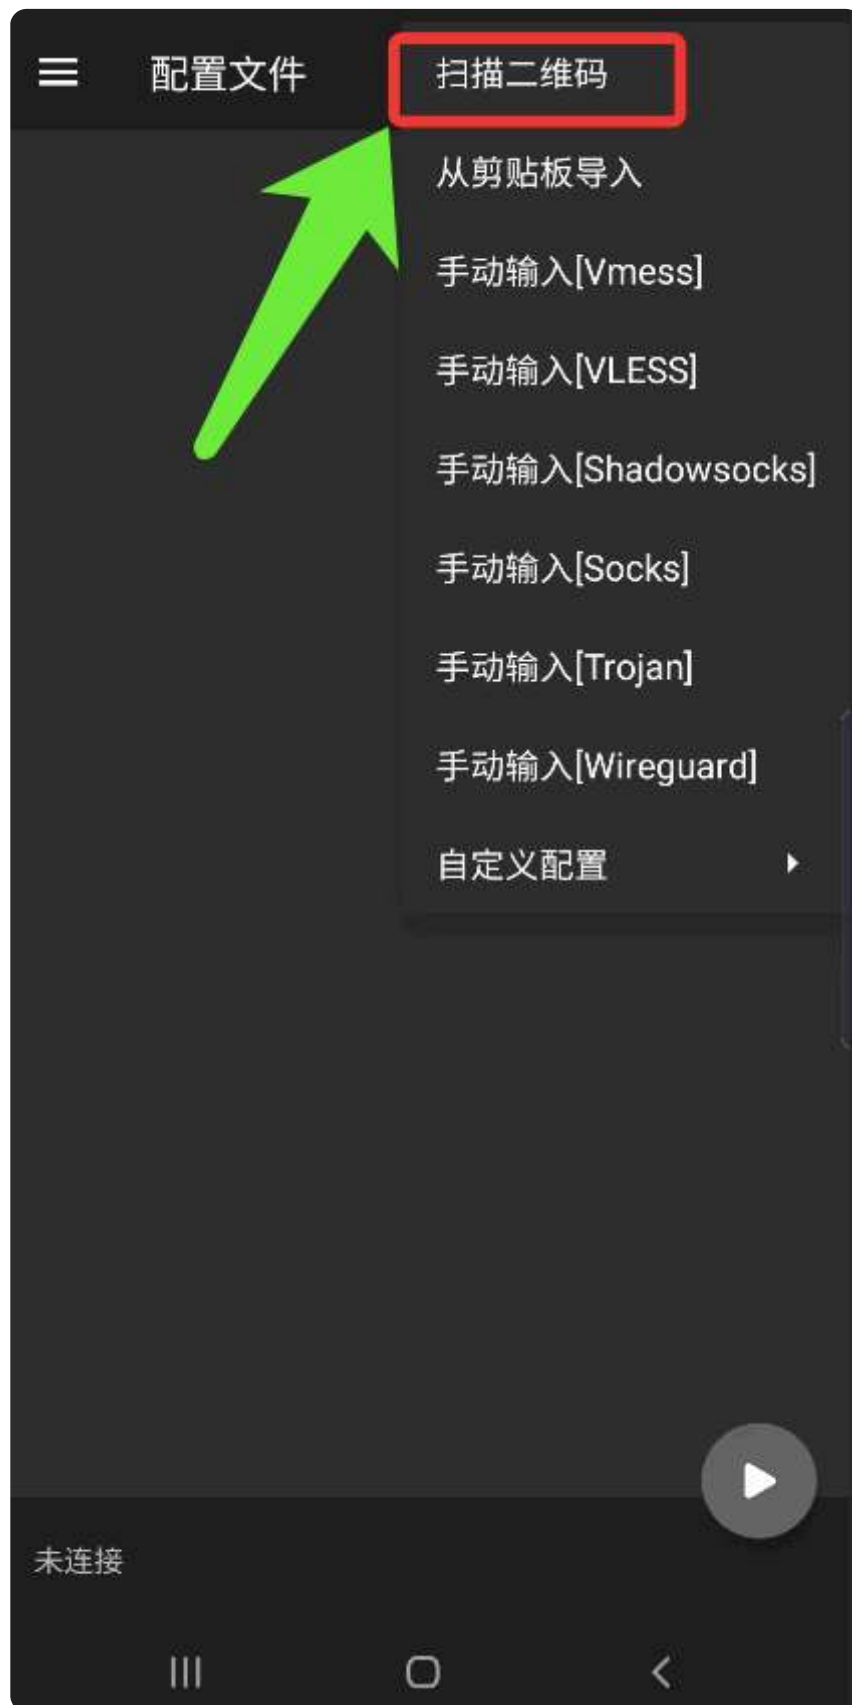 配置文件
扫描二维码
从剪贴板导入
手动输入[Vmess]
手动输入[VLESS]
手动输入[Shadowsocks]
手动输入[Socks]
手动输入[Trojan]
手动输入[Wireguard]
自定义配置
未连接